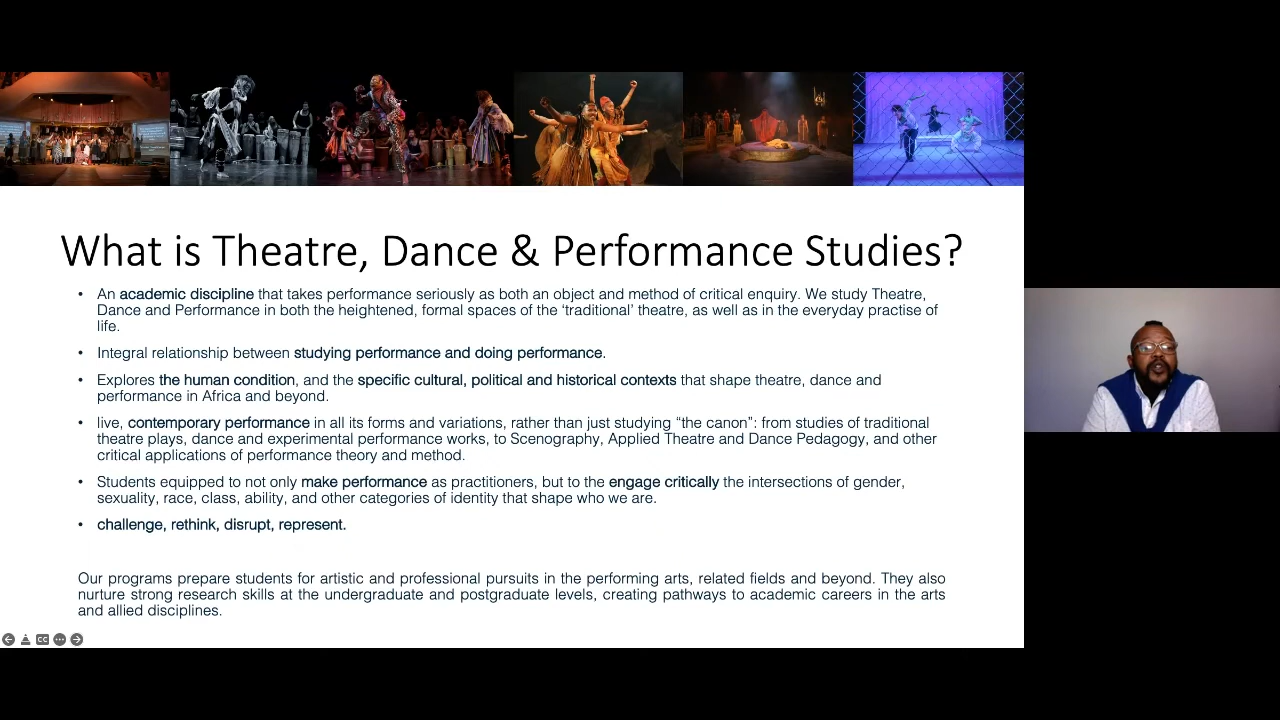 What is Theatre, Dance & Performance Studies?
• An academic discipline that takes performance seriously as both an object and method of critical enquiry. We study Theatre,
Dance and Performance in both the heightened, formal spaces of the ‘traditional’ theatre, as well as in the everyday practise of
life.
• Integral relationship between studying performance and doing performance.
• Explores the human condition, and the specific cultural, political and historical contexts that shape theatre, dance and
performance in Africa and beyond.
• live, contemporary performance in all its forms and variations, rather than just studying “the canon”: from studies of traditional
theatre plays, dance and experimental performance works, to Scenography, Applied Theatre and Dance Pedagogy, and other
critical applications of performance theory and method.
• Students equipped to not only make performance as practitioners, but to the engage critically the intersections of gender,
sexuality, race, class, ability, and other categories of identity that shape who we are.
• challenge, rethink, disrupt, represent.
Our programs prepare students for artistic and professional pursuits in the performing arts, related fields and beyond. They also
nurture strong research skills at the undergraduate and postgraduate levels, creating pathways to academic careers in the arts
and allied disciplines.
CC